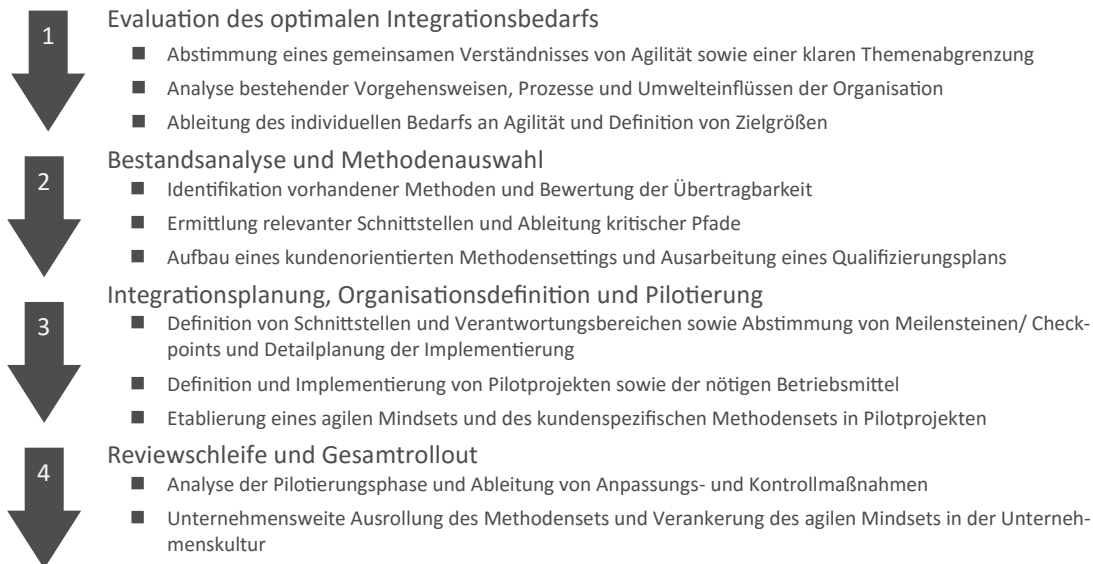 1
Evaluation des optimalen Integrationsbedarfs
■ Abstimmung eines gemeinsamen Verständnisses von Agilität sowie einer klaren Themenabgrenzung
■ Analyse bestehender Vorgehensweisen, Prozesse und Umwelteinflüssen der Organisation
■ Ableitung des individuellen Bedarfs an Agilität und Definition von Zielgrößen
2
Bestandsanalyse und Methodenauswahl
■ Identifikation vorhandener Methoden und Bewertung der Übertragbarkeit
■ Ermittlung relevanter Schnittstellen und Ableitung kritischer Pfade
■ Aufbau eines kundenorientierten Methodensettings und Ausarbeitung eines Qualifizierungsplans
3
Integrationsplanung, Organisationsdefinition und Pilotierung
■ Definition von Schnittstellen und Verantwortungsbereichen sowie Abstimmung von Meilensteinen/ Check-
points und Detailplanung der Implementierung
■ Definition und Implementierung von Pilotprojekten sowie der nötigen Betriebsmittel
■ Etablierung eines agilen Mindsets und des kundenspezifischen Methodensets in Pilotprojekten
4
Reviewschleife und Gesamtrollout
■ Analyse der Pilotierungsphase und Ableitung von Anpassungs- und Kontrollmaßnahmen
■ Unternehmensweite Ausrollung des Methodensets und Verankerung des agilen Mindsets in der Unterneh-
menskultur